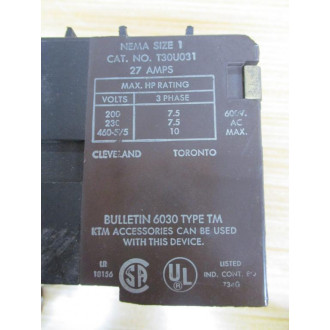 NEMA SIZE 1
CAT. NO. T30U031
27 AMPS
MAX. HP RATING
VOLTS 3 PHASE
200 7.5 600V.
230 7.5 AC
460-575 10 MAX.
CLEVELAND TORONTO
BULLETIN 6030 TYPE TM
KTM ACCESSORIES CAN BE USED
WITH THIS DEVICE.
LR
18156
SA
UL
LISTED
IND. CONT. EQ